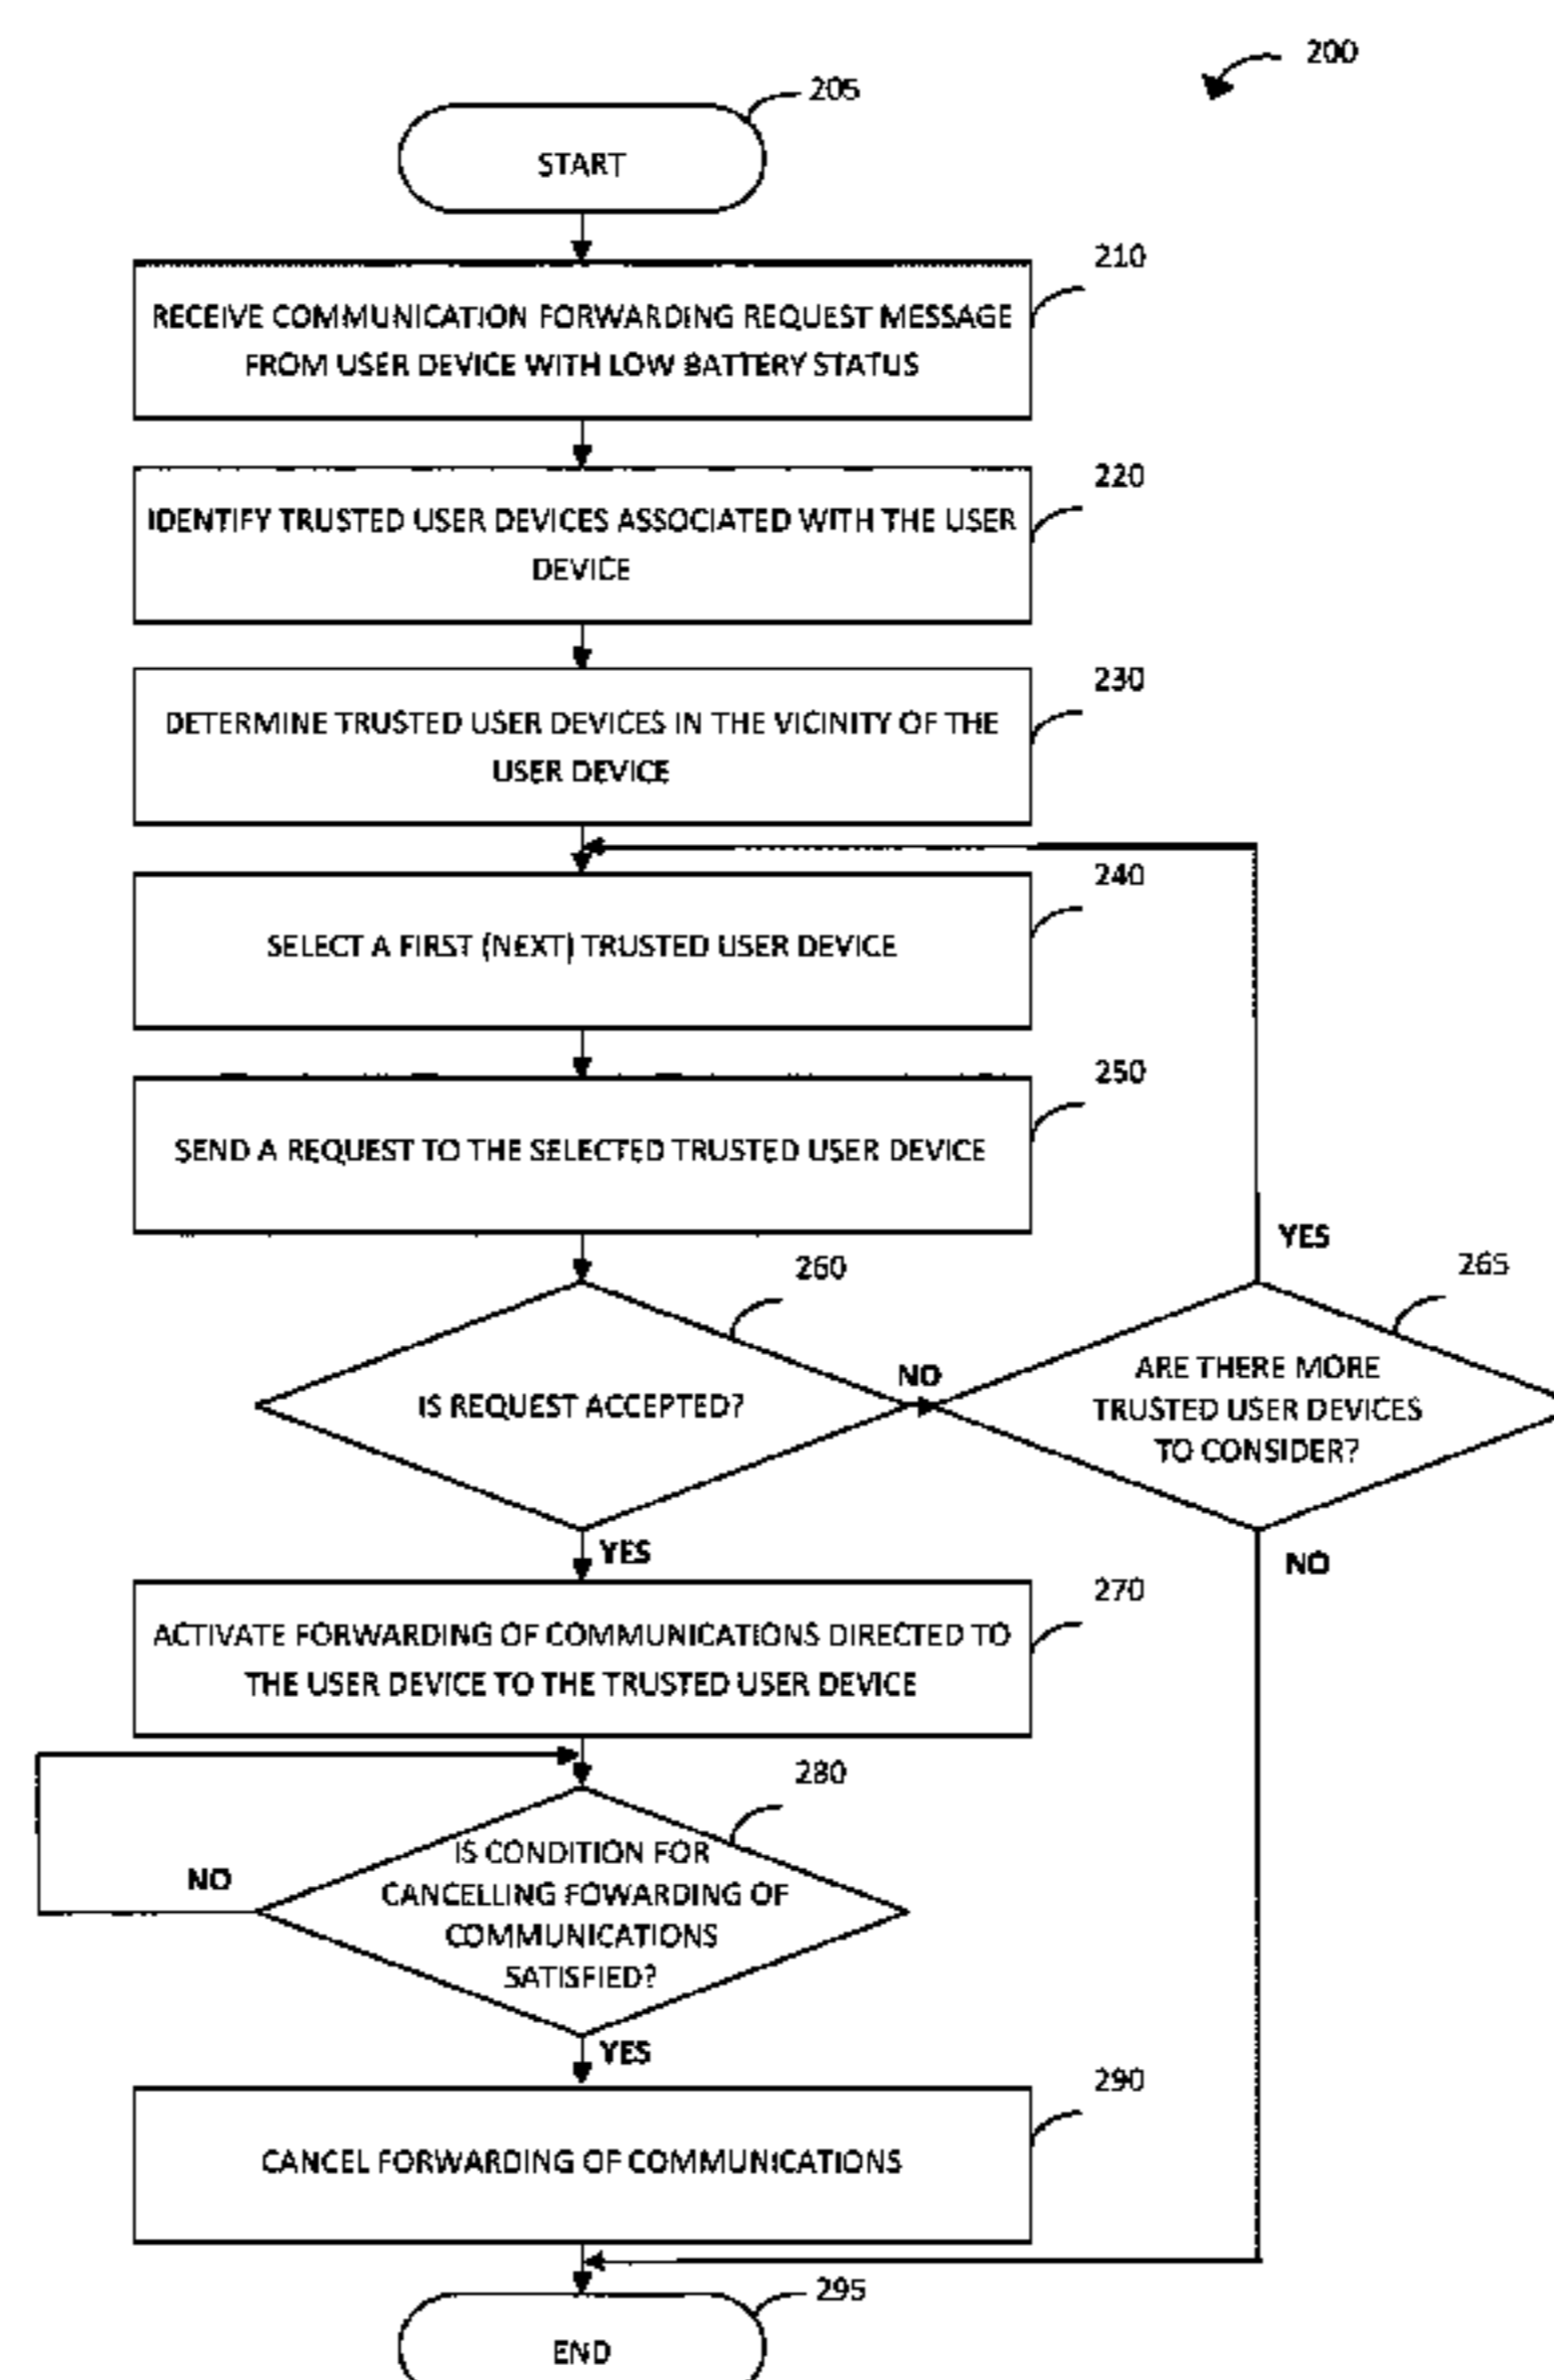 200
205
START
210
RECEIVE COMMUNICATION FORWARDING REQUEST MESSAGE
FROM USER DEVICE WITH LOW BATTERY STATUS
220
IDENTIFY TRUSTED USER DEVICES ASSOCIATED WITH THE USER
DEVICE
230
DETERMINE TRUSTED USER DEVICES IN THE VICINITY OF THE
USER DEVICE
240
SELECT A FIRST (NEXT) TRUSTED USER DEVICE
250
SEND A REQUEST TO THE SELECTED TRUSTED USER DEVICE
260
IS REQUEST ACCEPTED?
NO
YES
265
ARE THERE MORE
TRUSTED USER DEVICES
TO CONSIDER?
YES
NO
270
ACTIVATE FORWARDING OF COMMUNICATIONS DIRECTED TO
THE USER DEVICE TO THE TRUSTED USER DEVICE
280
IS CONDITION FOR
CANCELLING FOWARDING OF
COMMUNICATIONS
SATISFIED?
NO
YES
290
CANCEL FORWARDING OF COMMUNICATIONS
295
END